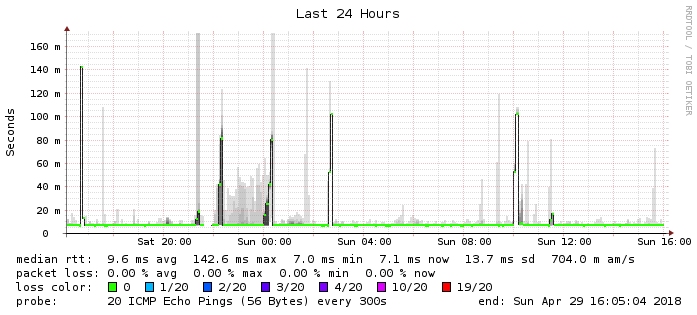 Last 24 Hours
RRDTOOL / TOBI OETIKER
Seconds
160 m
140 m
120 m
100 m
80 m
60 m
40 m
20 m
0
Sat 20:00 Sun 00:00 Sun 04:00 Sun 08:00 Sun 12:00 Sun 16:00
median rtt: 9.6 ms avg 142.6 ms max 7.0 ms min 7.1 ms now 13.7 ms sd 704.0 m am/s
packet loss: 0.00 % avg 0.00 % max 0.00 % min 0.00 % now
loss color: 0 1/20 2/20 3/20 4/20 10/20 19/20
probe: 20 ICMP Echo Pings (56 Bytes) every 300s end: Sun Apr 29 16:05:04 2018